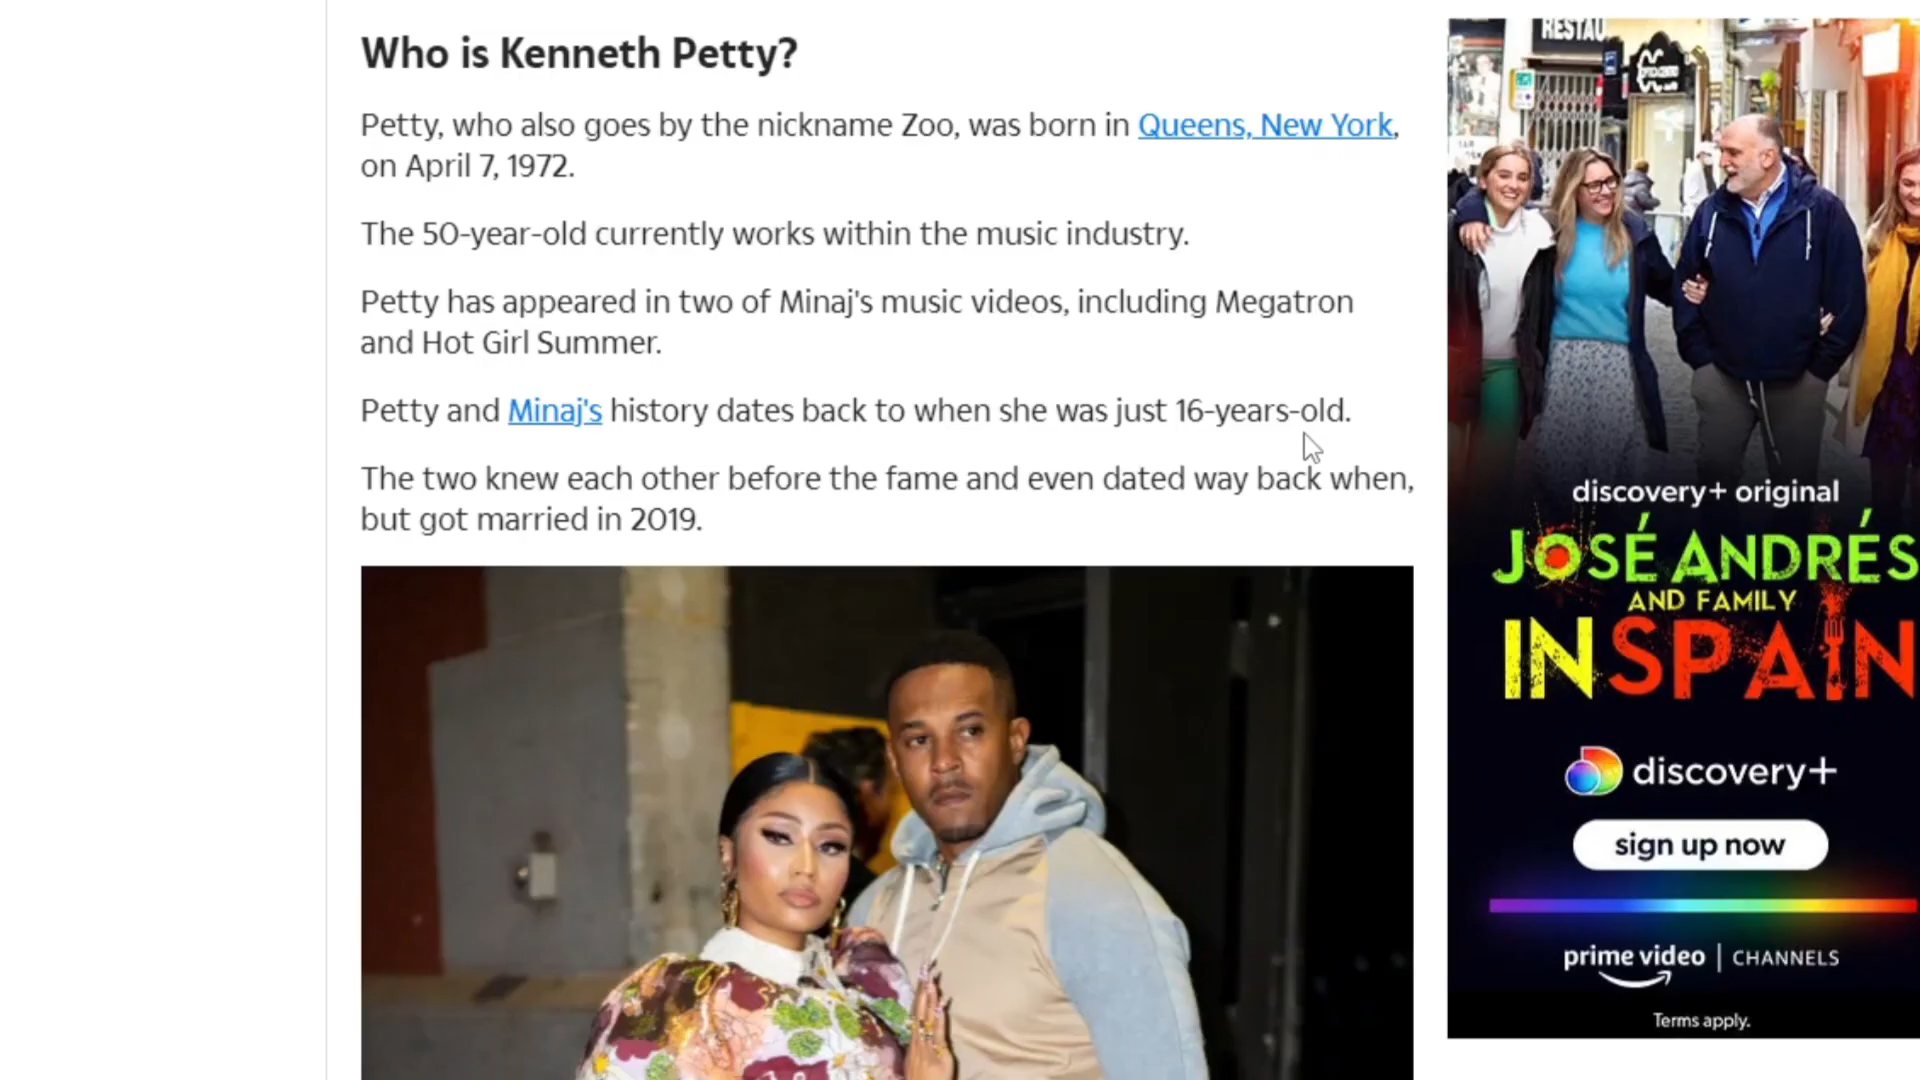 Who is Kenneth Petty?
Petty, who also goes by the nickname Zoo, was born in Queens, New York,
on April 7, 1972.
The 50-year-old currently works within the music industry.
Petty has appeared in two of Minaj's music videos, including Megatron
and Hot Girl Summer.
Petty and Minaj's history dates back to when she was just 16-years-old.
The two knew each other before the fame and even dated way back when,
but got married in 2019.
RESTAU
discovery+ original
JOSÉ ANDRÉS
AND FAMILY
IN SPAIN
discovery+
sign up now
prime video | CHANNELS
Terms apply.